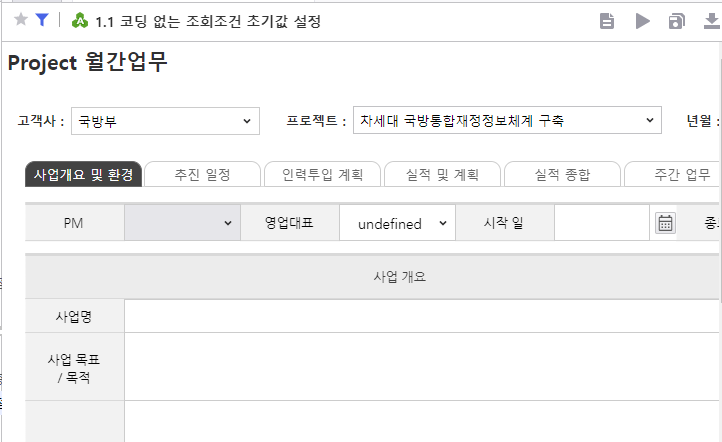 1.1 코딩 없는 조회조건 초기값 설정
Project 월간업무
고객사 : 국방부 프로젝트 : 차세대 국방통합재정정보체계 구축 년월 :
사업개요 및 환경 추진 일정 인력투입 계획 실적 및 계획 실적 종합 주간 업무
PM 영업대표 undefined 시작 일
사업 개요
사업명
사업 목표
/ 목적